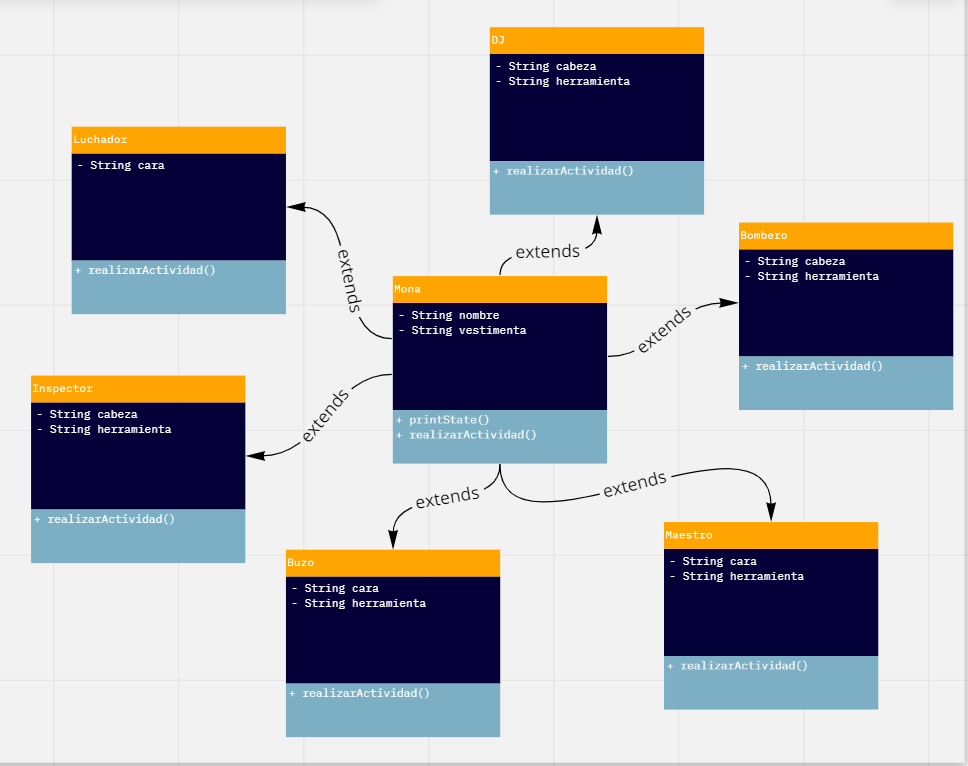 DJ
- String cabeza
- String herramienta
+ realizarActividad()
Luchador
- String cara
+ realizarActividad()
extends
extends
Bombero
- String cabeza
- String herramienta
+ realizarActividad()
Mona
- String nombre
- String vestimenta
+ printState()
+ realizarActividad()
extends
Inspector
- String cabeza
- String herramienta
+ realizarActividad()
extends
extends
extends
Buzo
- String cara
- String herramienta
+ realizarActividad()
Maestro
- String cara
- String herramienta
+ realizarActividad()